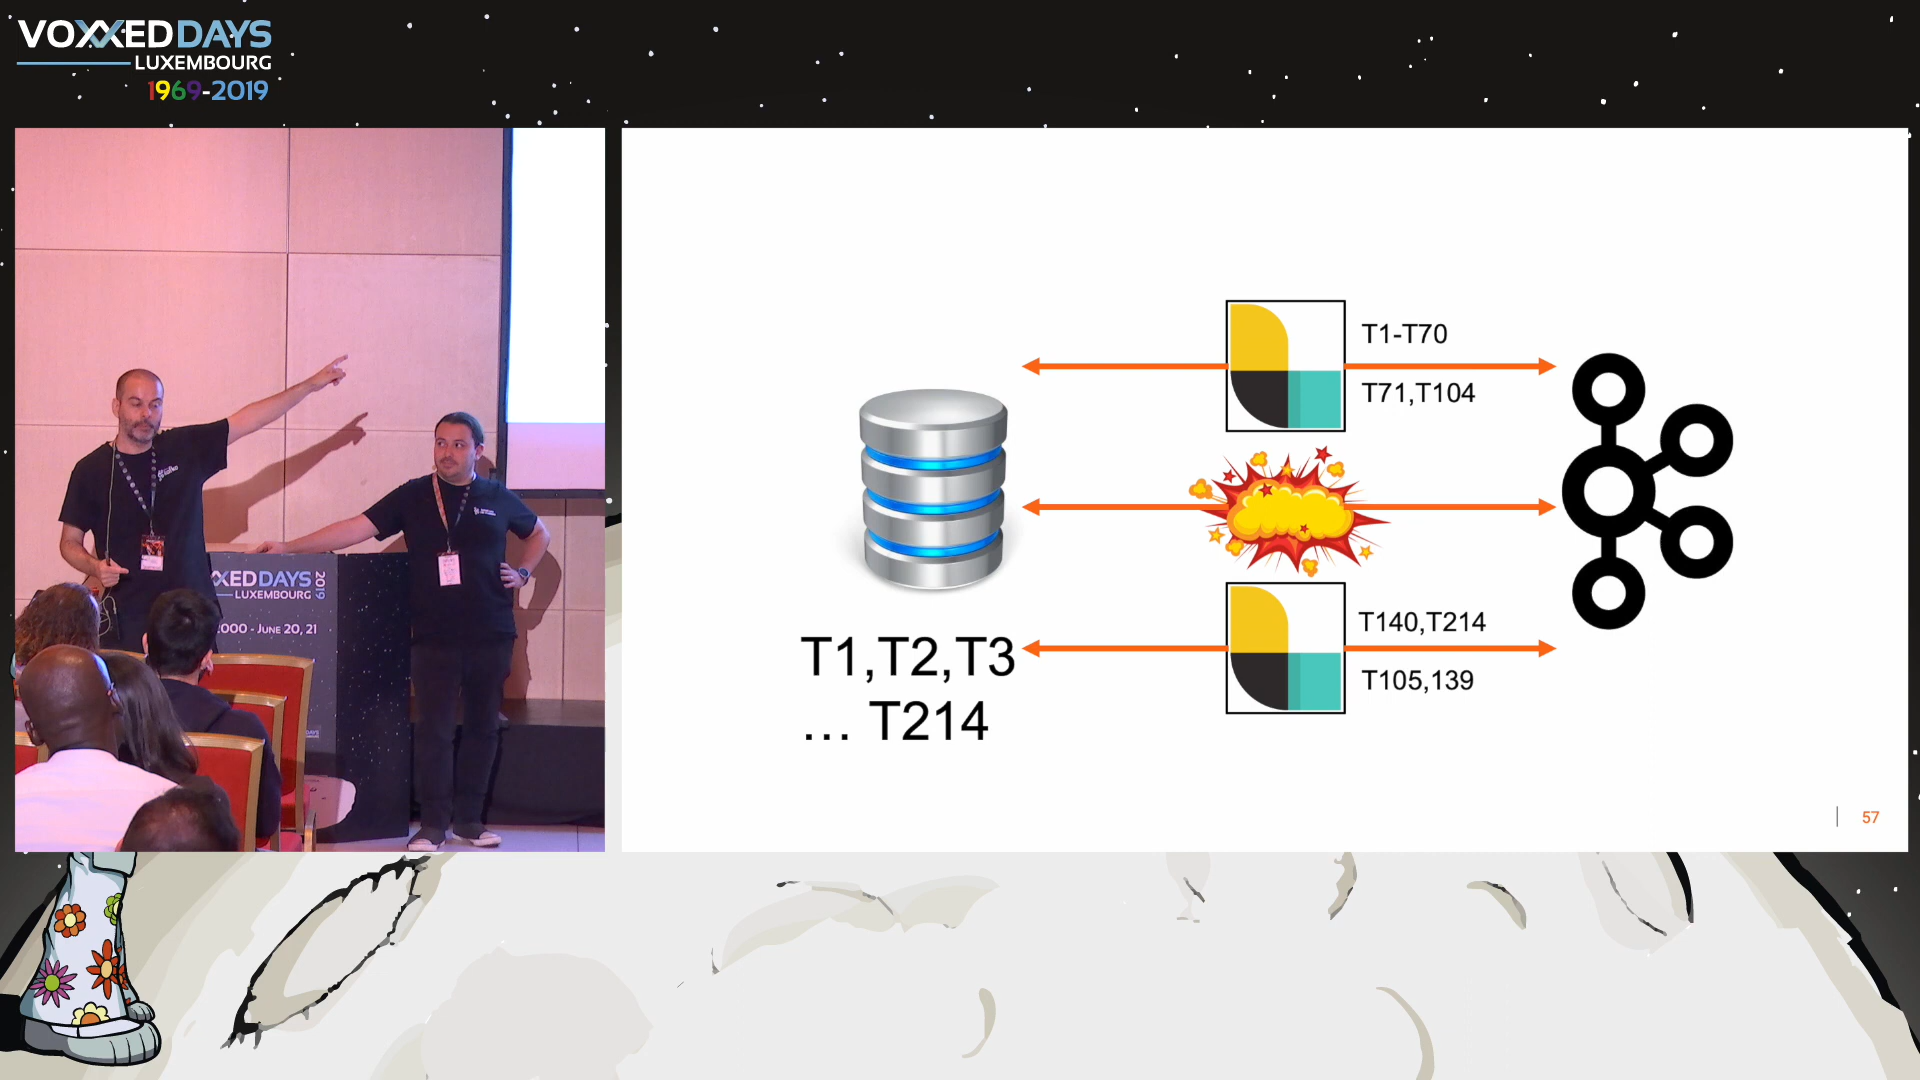 VOXXEDDAYS
LUXEMBOURG
1969-2019
XEDDAYS
2019
LUXEMBOURG
2000 - JUNE 20, 21
T1,T2,T3
... T214
T1-T70
T71,T104
T140,T214
T105,139
57